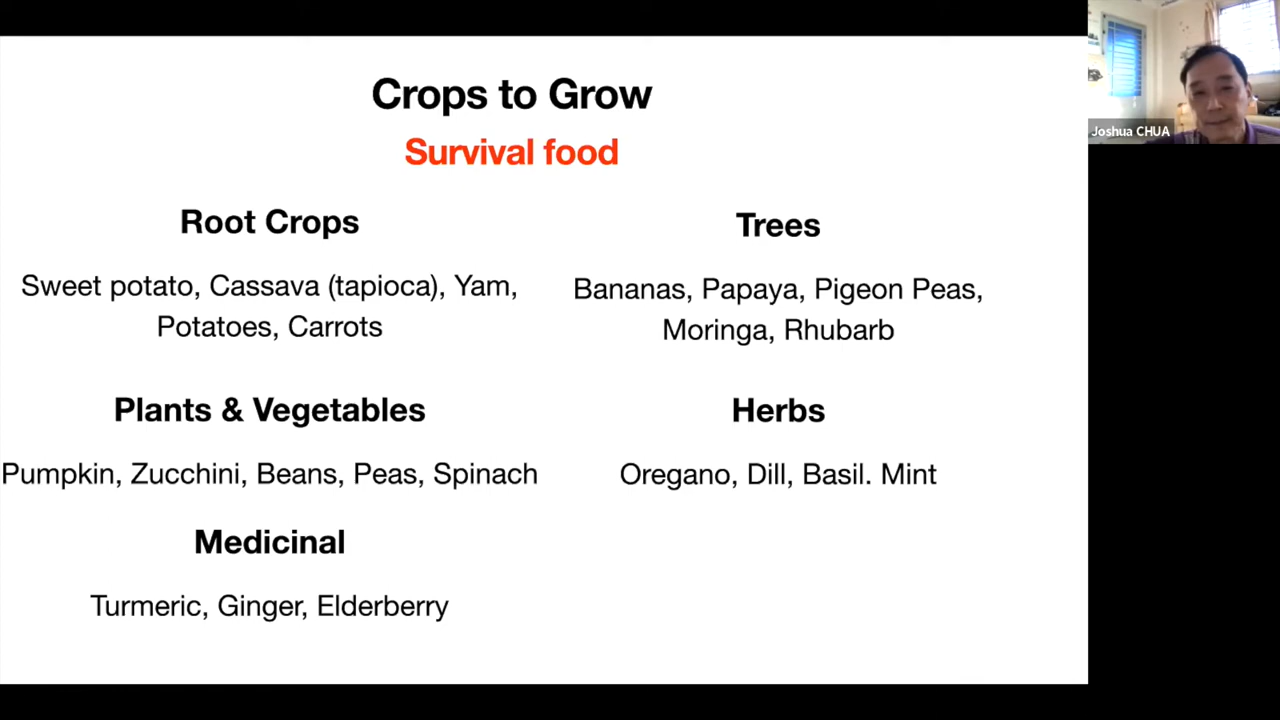 Crops to Grow
Survival food
Root Crops
Sweet potato, Cassava (tapioca), Yam,
Potatoes, Carrots
Trees
Bananas, Papaya, Pigeon Peas,
Moringa, Rhubarb
Plants & Vegetables
Pumpkin, Zucchini, Beans, Peas, Spinach
Herbs
Oregano, Dill, Basil. Mint
Medicinal
Turmeric, Ginger, Elderberry
Joshua CHUA